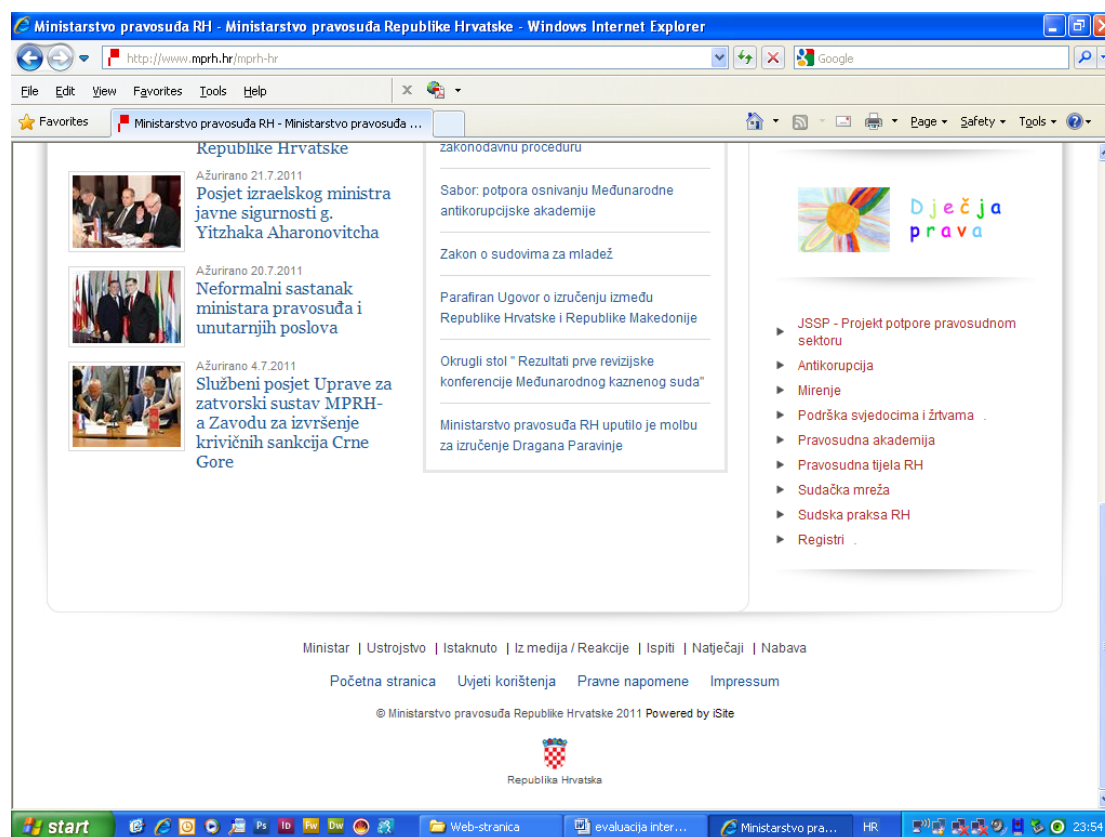 Ministarstvo pravosuđa RH - Ministarstvo pravosuđa Republike Hrvatske - Windows Internet Explorer
http://www.mprh.hr/mprh-hr
Google
File Edit View Favorites Tools Help
Favorites
Ministarstvo pravosuđa RH - Ministarstvo pravosuđa ...
Page Safety Tools
Republike Hrvatske
Ažurirano 21.7.2011
Posjet izraelskog ministra
javne sigurnosti g.
Yitzhaka Aharonovitcha
Ažurirano 20.7.2011
Neformalni sastanak
ministara pravosuđa i
unutarnjih poslova
Ažurirano 4.7.2011
Službeni posjet Uprave za
zatvorski sustav MPRH-
a Zavodu za izvršenje
krivičnih sankcija Crne
Gore
zakonodavnu proceduru
Sabor: potpora osnivanju Međunarodne
antikorupcijske akademije
Zakon o sudovima za mladež
Parafiran Ugovor o izručenju između
Republike Hrvatske i Republike Makedonije
Okrugli stol " Rezultati prve revizijske
konferencije Međunarodnog kaznenog suda"
Ministarstvo pravosuđa RH uputilo je molbu
za izručenje Dragana Paravinje
Dječja
prava
JSSP - Projekt potpore pravosudnom
sektoru
Antikorupcija
Mirenje
Podrška svjedocima i žrtvama .
Pravosudna akademija
Pravosudna tijela RH
Sudačka mreža
Sudska praksa RH
Registri .
Ministar | Ustrojstvo | Istaknuto | Iz medija / Reakcije | Ispiti | Natječaji | Nabava
Početna stranica Uvjeti korištenja Pravne napomene Impressum
© Ministarstvo pravosuđa Republike Hrvatske 2011 Powered by iSite
Republika Hrvatska
start
Ps
ID
Fw
Dw
Web-stranica
evaluacija inter...
Ministarstvo pra...
HR
23:54